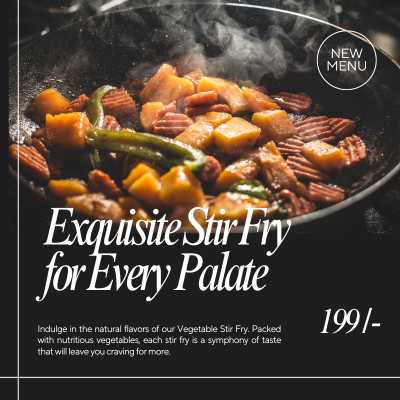 NEW
MENU
Exquisite Stir Fry
for Every Palate
199/-
Indulge in the natural flavors of our Vegetable Stir Fry. Packed
with nutritious vegetables, each stir fry is a symphony of taste
that will leave you craving for more.